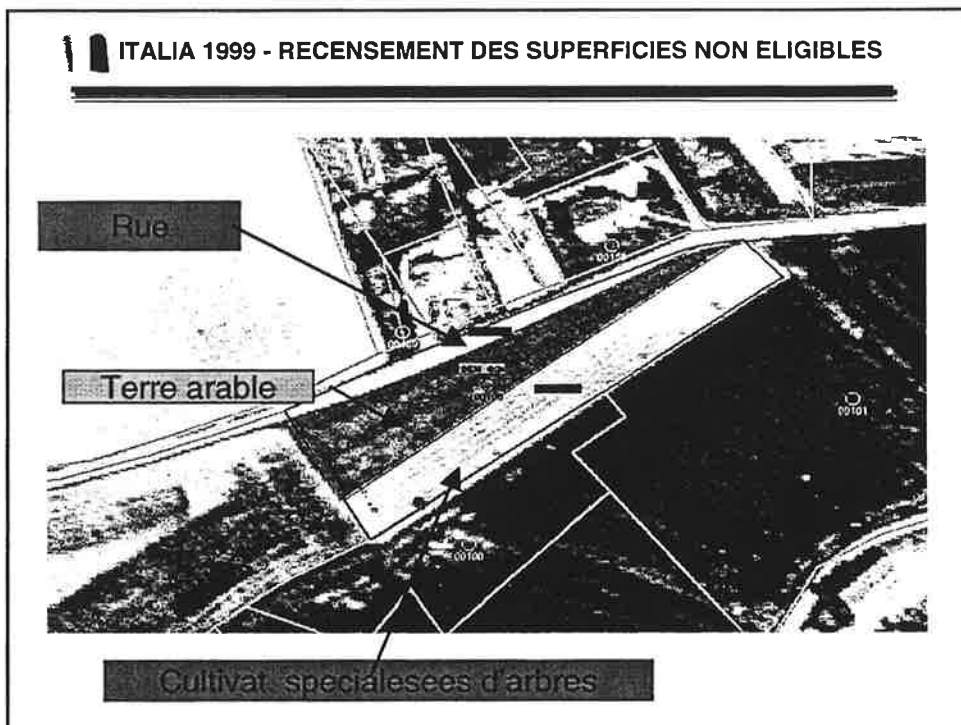 ITALIA 1999 - RECENSEMENT DES SUPERFICIES NON ELIGIBLES
Rue
Terre arable
00101
00100
Cultivat. specialesees d'arbres